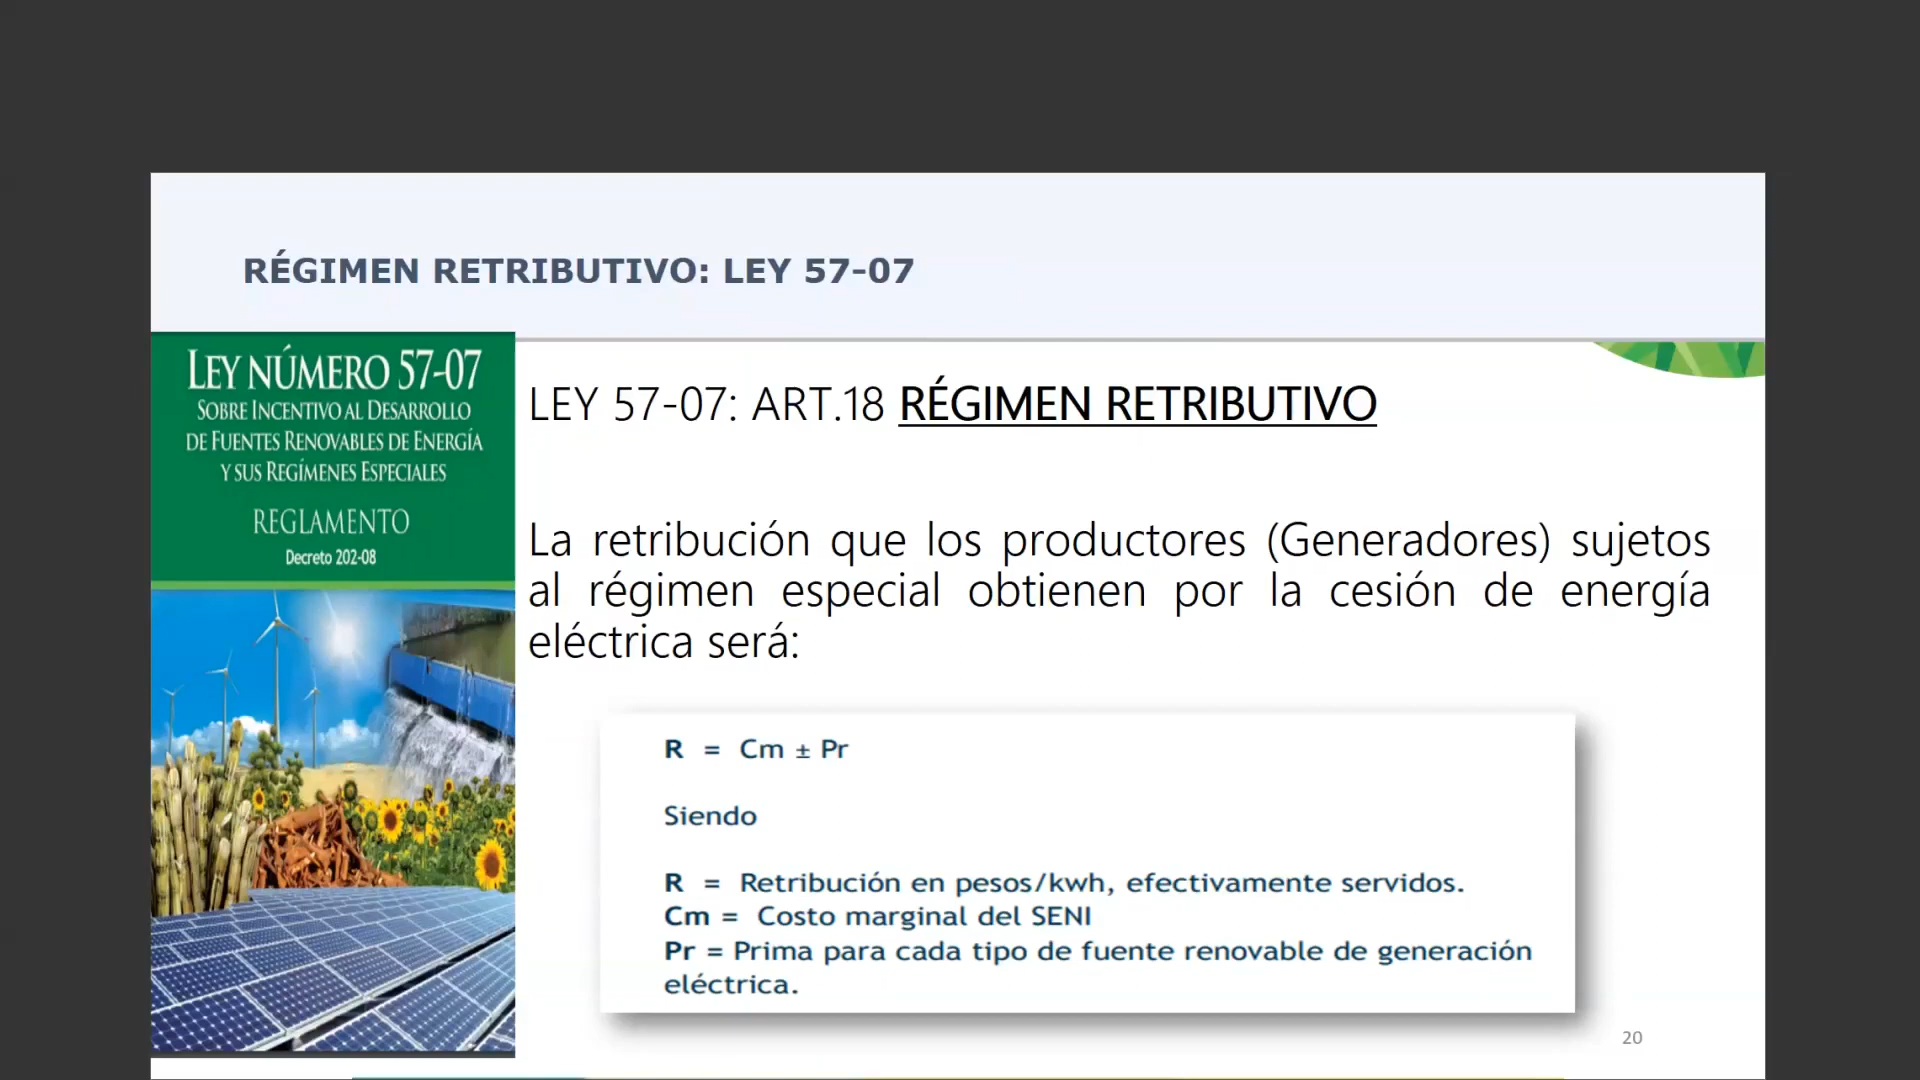 RÉGIMEN RETRIBUTIVO: LEY 57-07
LEY NÚMERO 57-07
SOBRE INCENTIVO AL DESARROLLO
DE FUENTES RENOVABLES DE ENERGÍA
Y SUS REGÍMENES ESPECIALES
REGLAMENTO
Decreto 202-08
LEY 57-07: ART.18 RÉGIMEN RETRIBUTIVO
La retribución que los productores (Generadores) sujetos
al régimen especial obtienen por la cesión de energía
eléctrica será:
R = Cm ± Pr
Siendo
R = Retribución en pesos/kwh, efectivamente servidos.
Cm = Costo marginal del SENI
Pr = Prima para cada tipo de fuente renovable de generación
eléctrica.
20